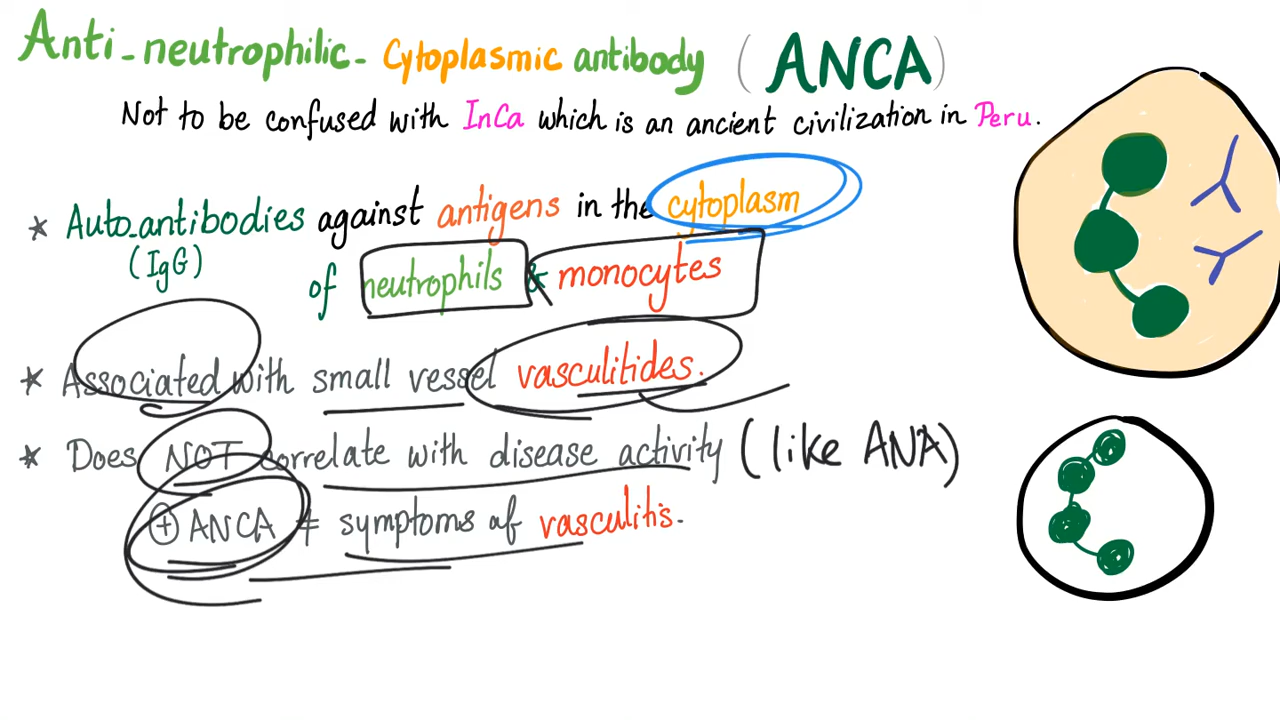 Anti-neutrophilic-Cytoplasmic antibody (ANCA)
Not to be confused with InCa which is an ancient civilization in Peru.
* Auto-antibodies against antigens in the cytoplasm
(IgG) of neutrophils & monocytes
* Associated with small vessel vasculitides.
* Does NOT correlate with disease activity (like ANA)
+ ANCA ≠ symptoms of vasculitis.